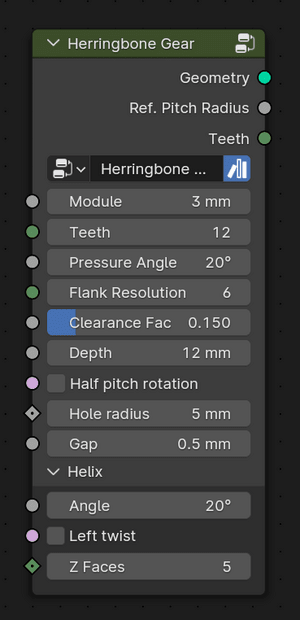 Herringbone Gear
Geometry
Ref. Pitch Radius
Teeth
Herringbone ...
Module 3 mm
Teeth 12
Pressure Angle 20°
Flank Resolution 6
Clearance Fac 0.150
Depth 12 mm
Half pitch rotation
Hole radius 5 mm
Gap 0.5 mm
Helix
Angle 20°
Left twist
Z Faces 5